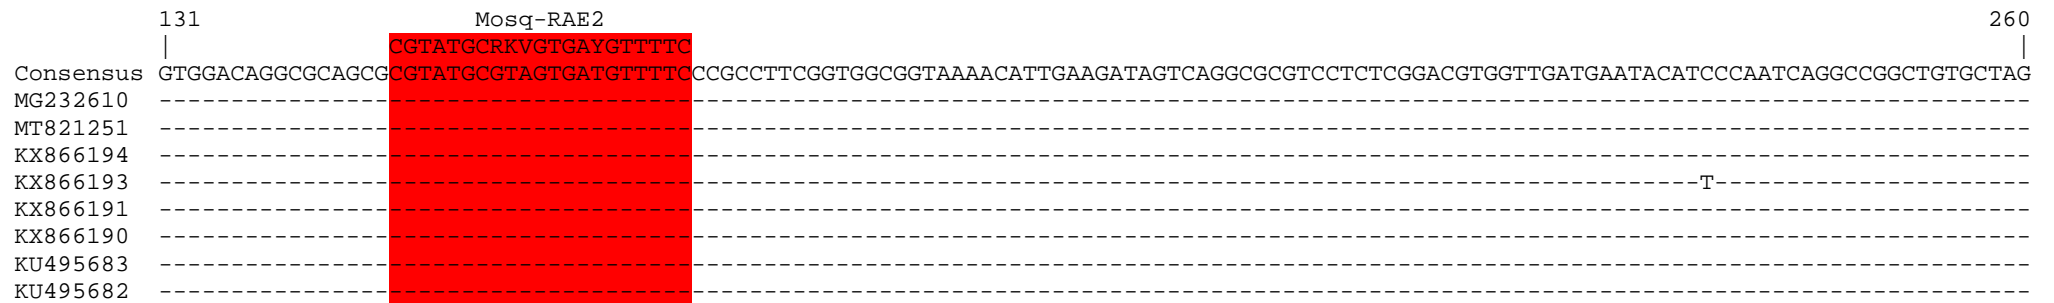 131 Mosq-RAE2 260
| CGTATGCRKVGTGAYGTTTTC |
Consensus GTGGACAGGCGCAGCGCGTATGCGTAGTGATGTTTTCCCGCCTTCGGTGGCGGTAAAACATTGAAGATAGTCAGGCGCGTCCTCTCGGACGTGGTTGATGAATACATCCCAATCAGGCCGGCTGTGCTAG
MG232610 ----------------------------------------------------------------------------------------------------------------------------------
MT821251 ----------------------------------------------------------------------------------------------------------------------------------
KX866194 ----------------------------------------------------------------------------------------------------------------------------------
KX866193 -----------------------------------------------------------------------------------------------------------T----------------------
KX866191 ----------------------------------------------------------------------------------------------------------------------------------
KX866190 ----------------------------------------------------------------------------------------------------------------------------------
KU495683 ----------------------------------------------------------------------------------------------------------------------------------
KU495682 ----------------------------------------------------------------------------------------------------------------------------------